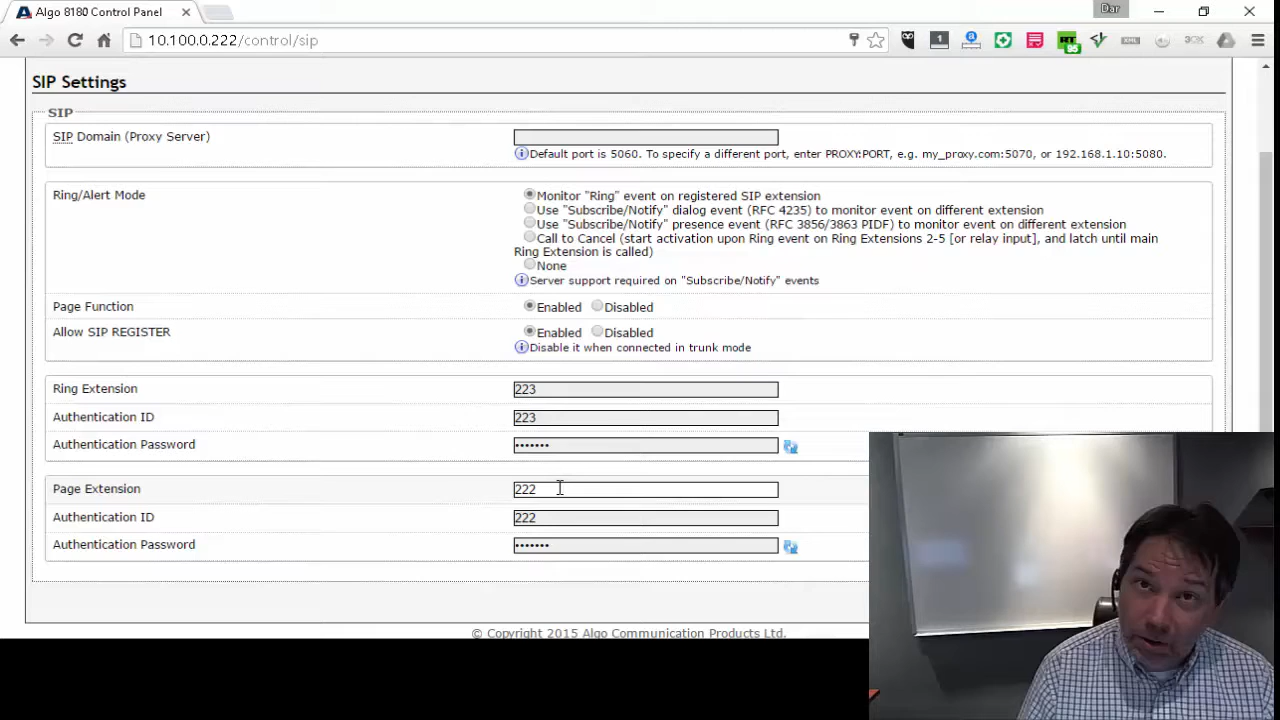 Algo 8180 Control Panel
Dar
10.100.0.222/control/sip
SIP Settings
SIP
SIP Domain (Proxy Server)
Default port is 5060. To specify a different port, enter PROXY:PORT, e.g. my_proxy.com:5070, or 192.168.1.10:5080.
Ring/Alert Mode
Monitor "Ring" event on registered SIP extension
Use "Subscribe/Notify" dialog event (RFC 4235) to monitor event on different extension
Use "Subscribe/Notify" presence event (RFC 3856/3863 PIDF) to monitor event on different extension
Call to Cancel (start activation upon Ring event on Ring Extensions 2-5 [or relay input], and latch until main
Ring Extension is called)
None
Server support required on "Subscribe/Notify" events
Page Function
Enabled Disabled
Allow SIP REGISTER
Enabled Disabled
Disable it when connected in trunk mode
Ring Extension
223
Authentication ID
223
Authentication Password
•••••••
Page Extension
222
Authentication ID
222
Authentication Password
•••••••
© Copyright 2015 Algo Communication Products Ltd.